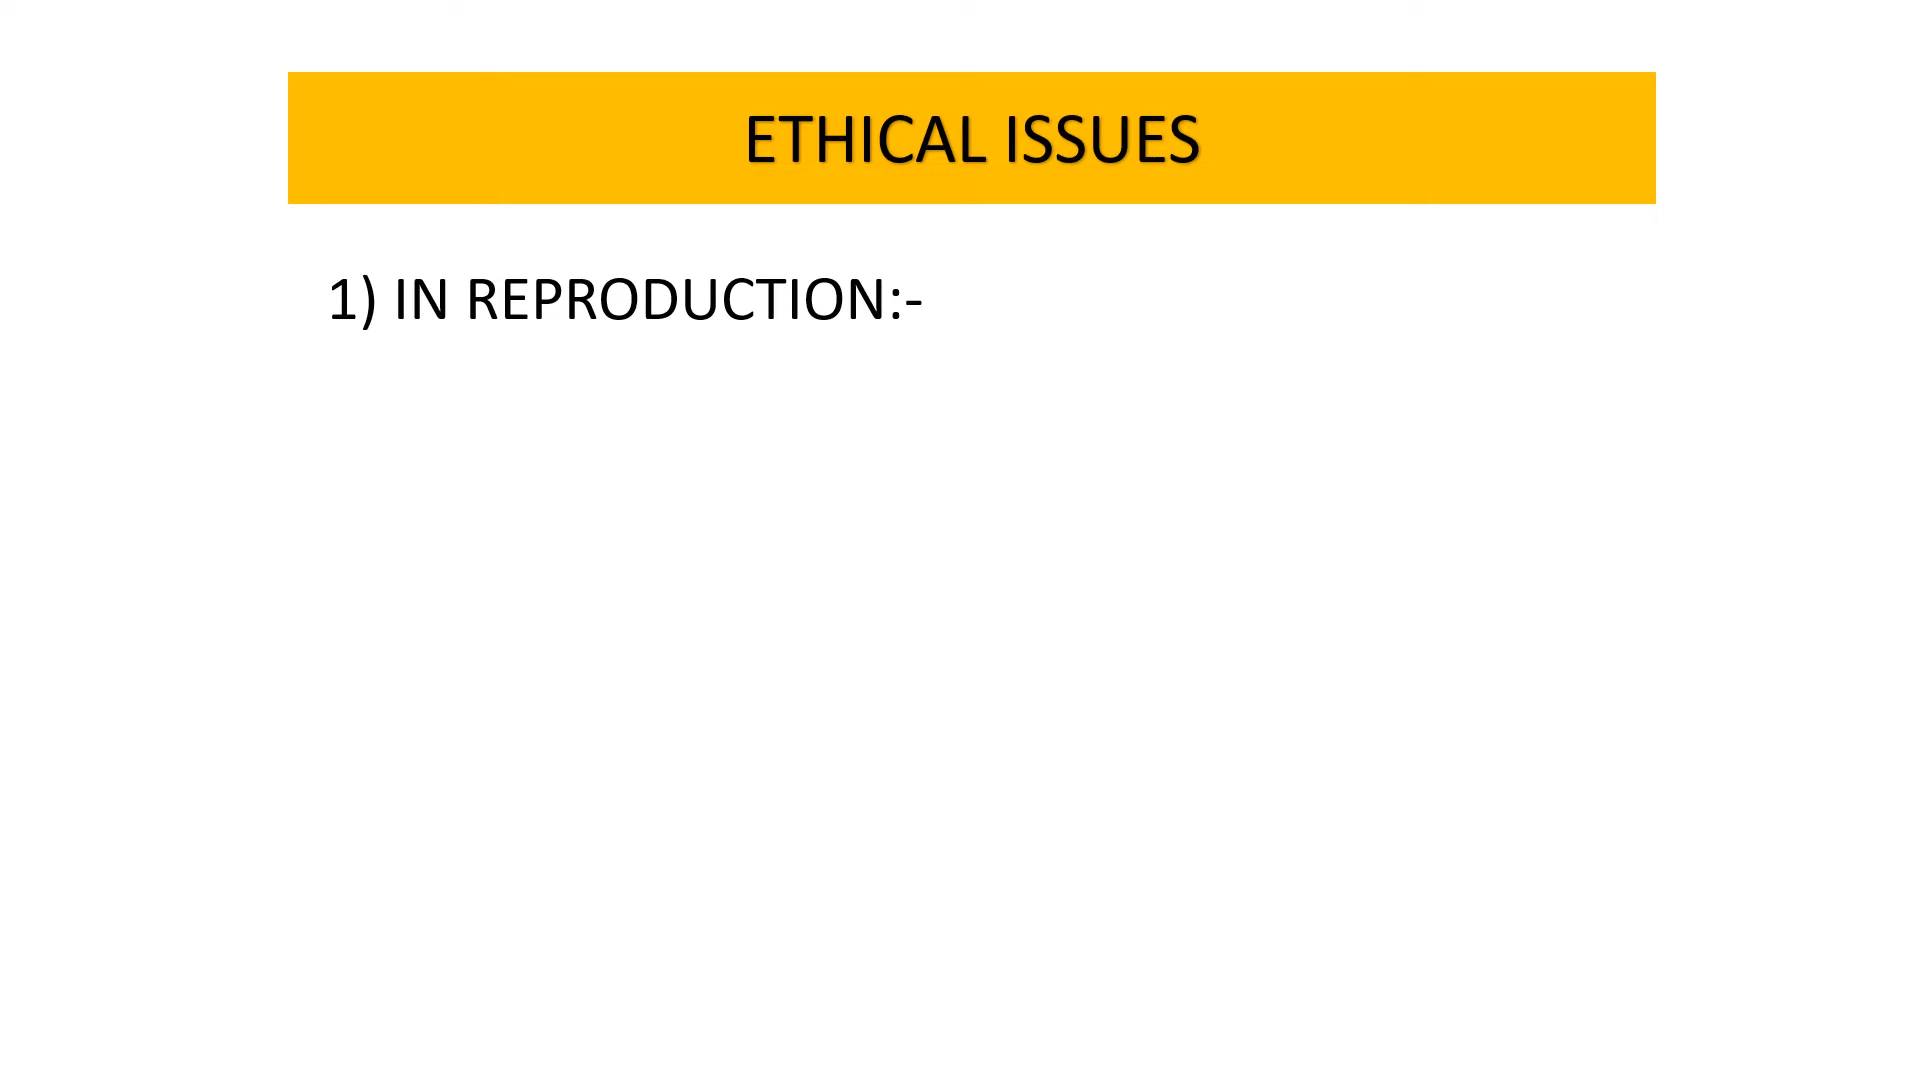 ETHICAL ISSUES
1) IN REPRODUCTION:-